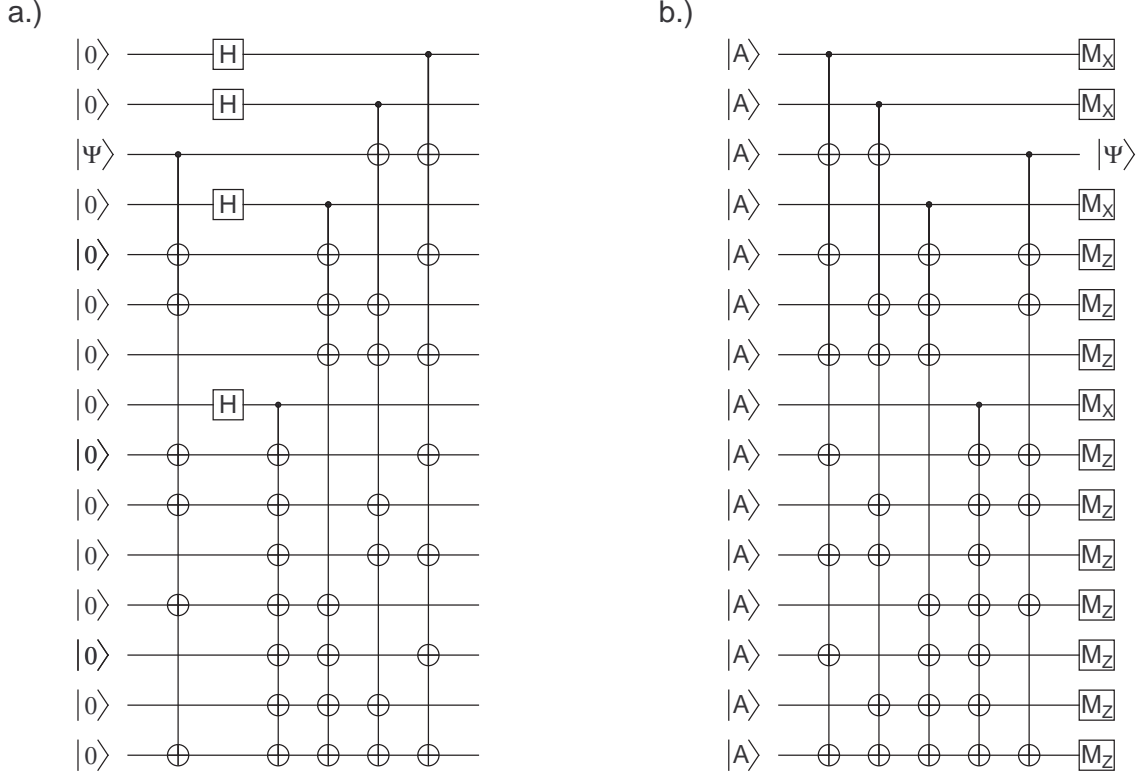 a.) b.)
|0⟩ H |A⟩ M_X
|0⟩ H |A⟩ M_X
|Ψ⟩ |A⟩ |Ψ⟩
|0⟩ H |A⟩ M_X
|0⟩ |A⟩ M_Z
|0⟩ |A⟩ M_Z
|0⟩ |A⟩ M_Z
|0⟩ H |A⟩ M_X
|0⟩ |A⟩ M_Z
|0⟩ |A⟩ M_Z
|0⟩ |A⟩ M_Z
|0⟩ |A⟩ M_Z
|0⟩ |A⟩ M_Z
|0⟩ |A⟩ M_Z
|0⟩ |A⟩ M_Z